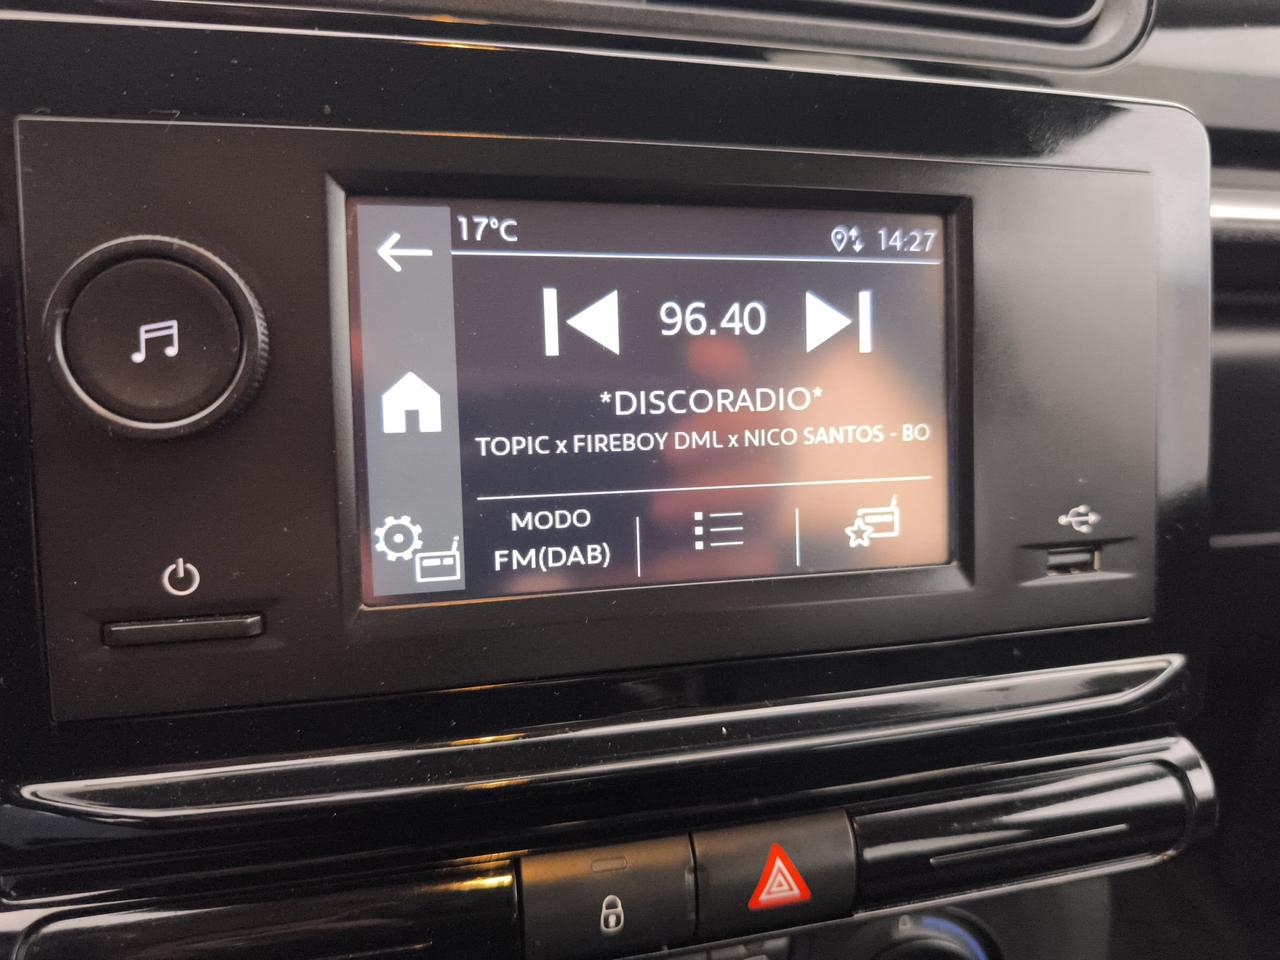 17°C
14:27
96.40
*DISCORADIO*
TOPIC x FIREBOY DML x NICO SANTOS - BO
MODO
FM(DAB)